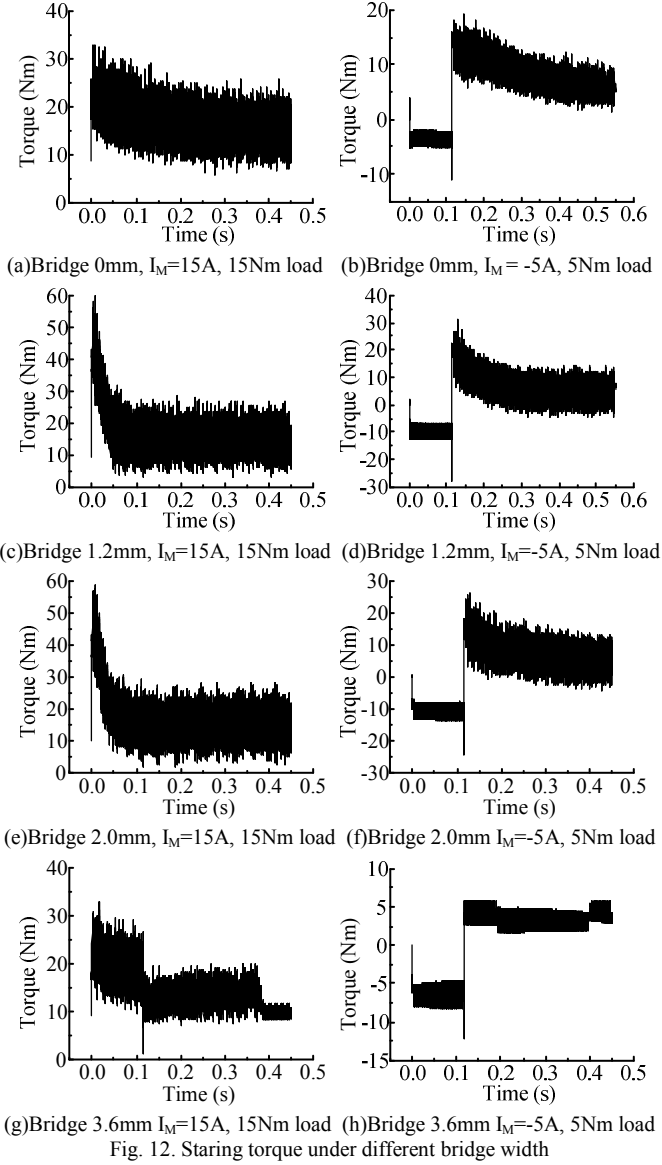 40
30
20
10
0
Torque (Nm)
0.0 0.1 0.2 0.3 0.4 0.5
Time (s)
20
10
0
-10
Torque (Nm)
0.0 0.1 0.2 0.3 0.4 0.5 0.6
Time (s)
(a)Bridge 0mm, IM=15A, 15Nm load
(b)Bridge 0mm, IM = -5A, 5Nm load
60
50
40
30
20
10
0
Torque (Nm)
0.0 0.1 0.2 0.3 0.4 0.5
Time (s)
40
30
20
10
0
-10
-20
-30
Torque (Nm)
0.0 0.1 0.2 0.3 0.4 0.5 0.6
Time (s)
(c)Bridge 1.2mm, IM=15A, 15Nm load
(d)Bridge 1.2mm, IM=-5A, 5Nm load
60
50
40
30
20
10
0
Torque (Nm)
0.0 0.1 0.2 0.3 0.4 0.5
Time (s)
30
20
10
0
-10
-20
-30
Torque (Nm)
0.0 0.1 0.2 0.3 0.4 0.5
Time (s)
(e)Bridge 2.0mm, IM=15A, 15Nm load
(f)Bridge 2.0mm IM=-5A, 5Nm load
40
30
20
10
0
Torque (Nm)
0.0 0.1 0.2 0.3 0.4 0.5
Time (s)
10
5
0
-5
-10
-15
Torque (Nm)
0.0 0.1 0.2 0.3 0.4 0.5
Time (s)
(g)Bridge 3.6mm IM=15A, 15Nm load
(h)Bridge 3.6mm IM=-5A, 5Nm load
Fig. 12. Staring torque under different bridge width